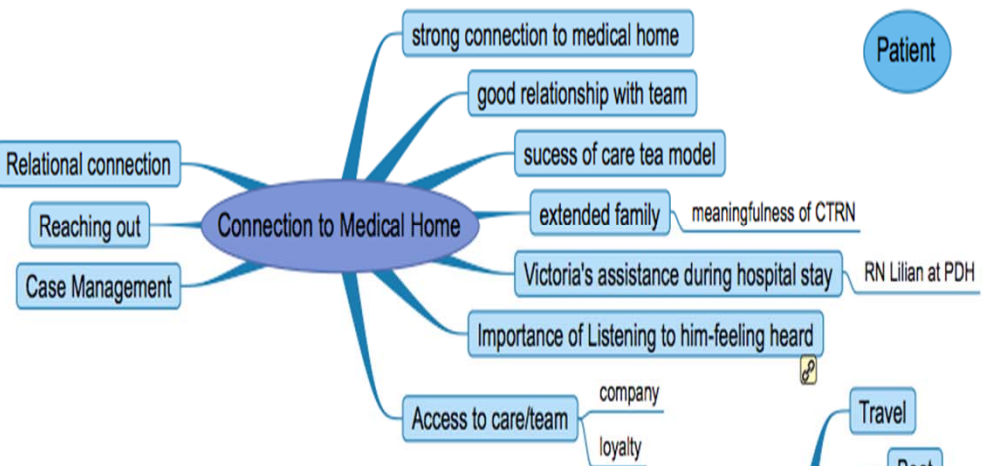 strong connection to medical home
Patient
good relationship with team
sucess of care tea model
Relational connection
extended family
meaningfulness of CTRN
Reaching out
Connection to Medical Home
Victoria's assistance during hospital stay
RN Lilian at PDH
Case Management
Importance of Listening to him-feeling heard
company
Access to care/team
loyalty
Travel